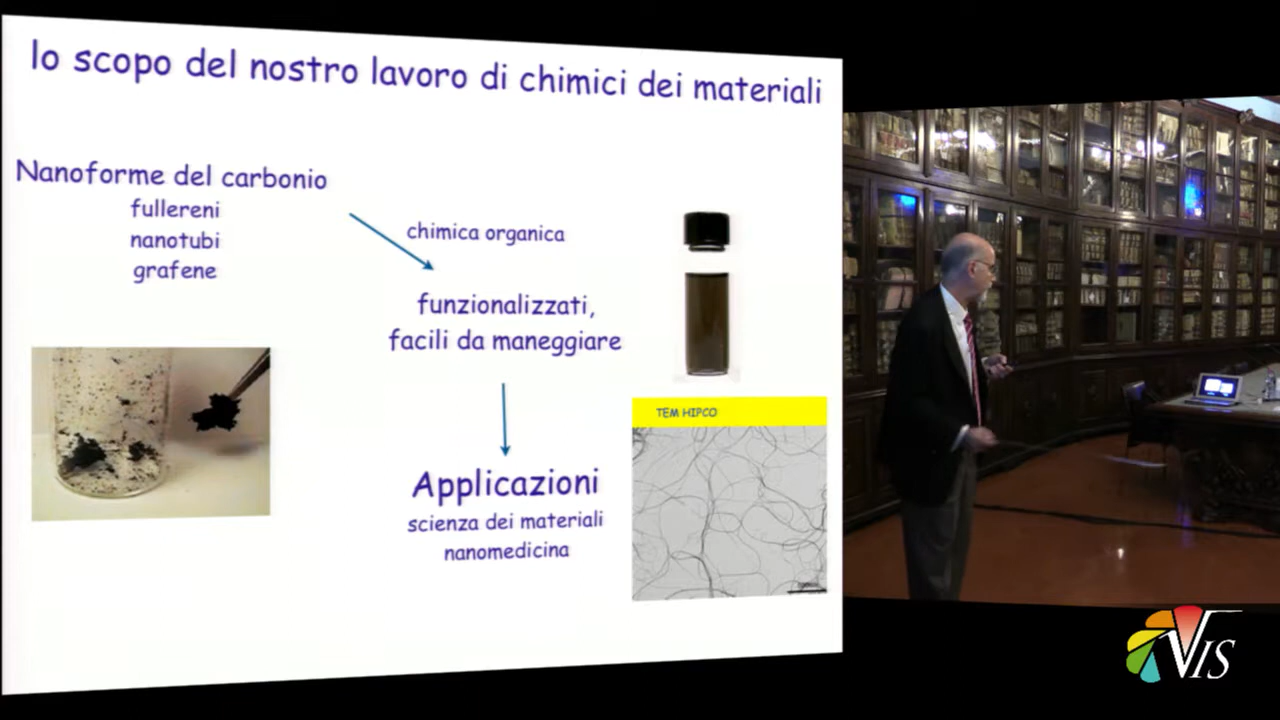 lo scopo del nostro lavoro di chimici dei materiali
Nanoforme del carbonio
fullereni
nanotubi
grafene
chimica organica
funzionalizzati,
facili da maneggiare
Applicazioni
scienza dei materiali
nanomedicina
TEM HIPCO
VIS